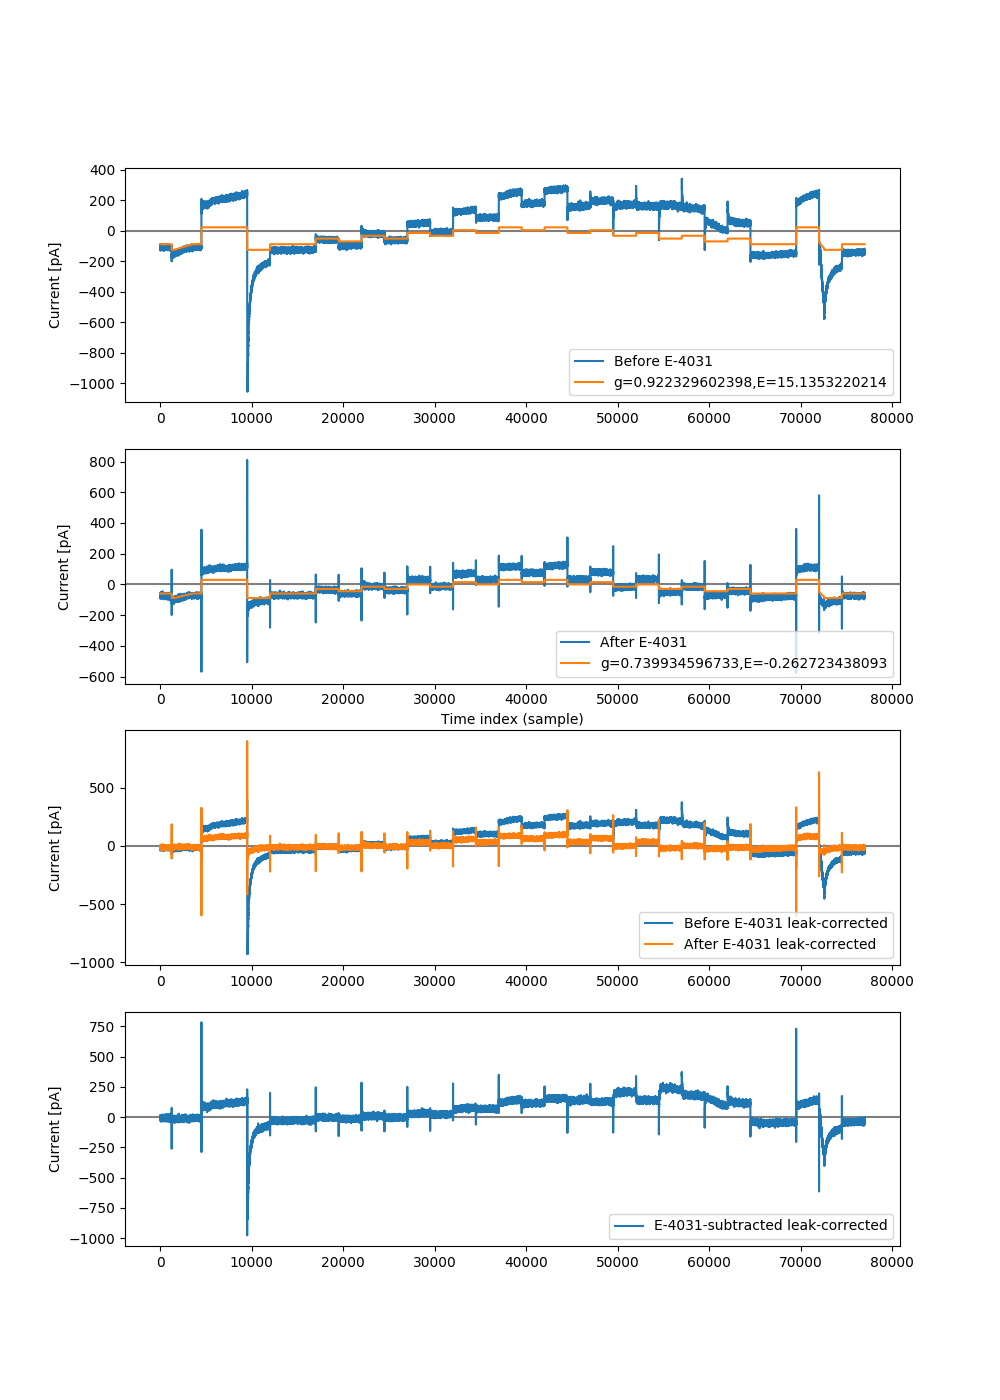 400
200
0
−200
−400
−600
−800
−1000
Current [pA]
Before E-4031
g=0.922329602398,E=15.1353220214
0 10000 20000 30000 40000 50000 60000 70000 80000
800
600
400
200
0
−200
−400
−600
Current [pA]
After E-4031
g=0.739934596733,E=-0.262723438093
0 10000 20000 30000 40000 50000 60000 70000 80000
Time index (sample)
500
0
−500
−1000
Current [pA]
Before E-4031 leak-corrected
After E-4031 leak-corrected
0 10000 20000 30000 40000 50000 60000 70000 80000
750
500
250
0
−250
−500
−750
−1000
Current [pA]
E-4031-subtracted leak-corrected
0 10000 20000 30000 40000 50000 60000 70000 80000